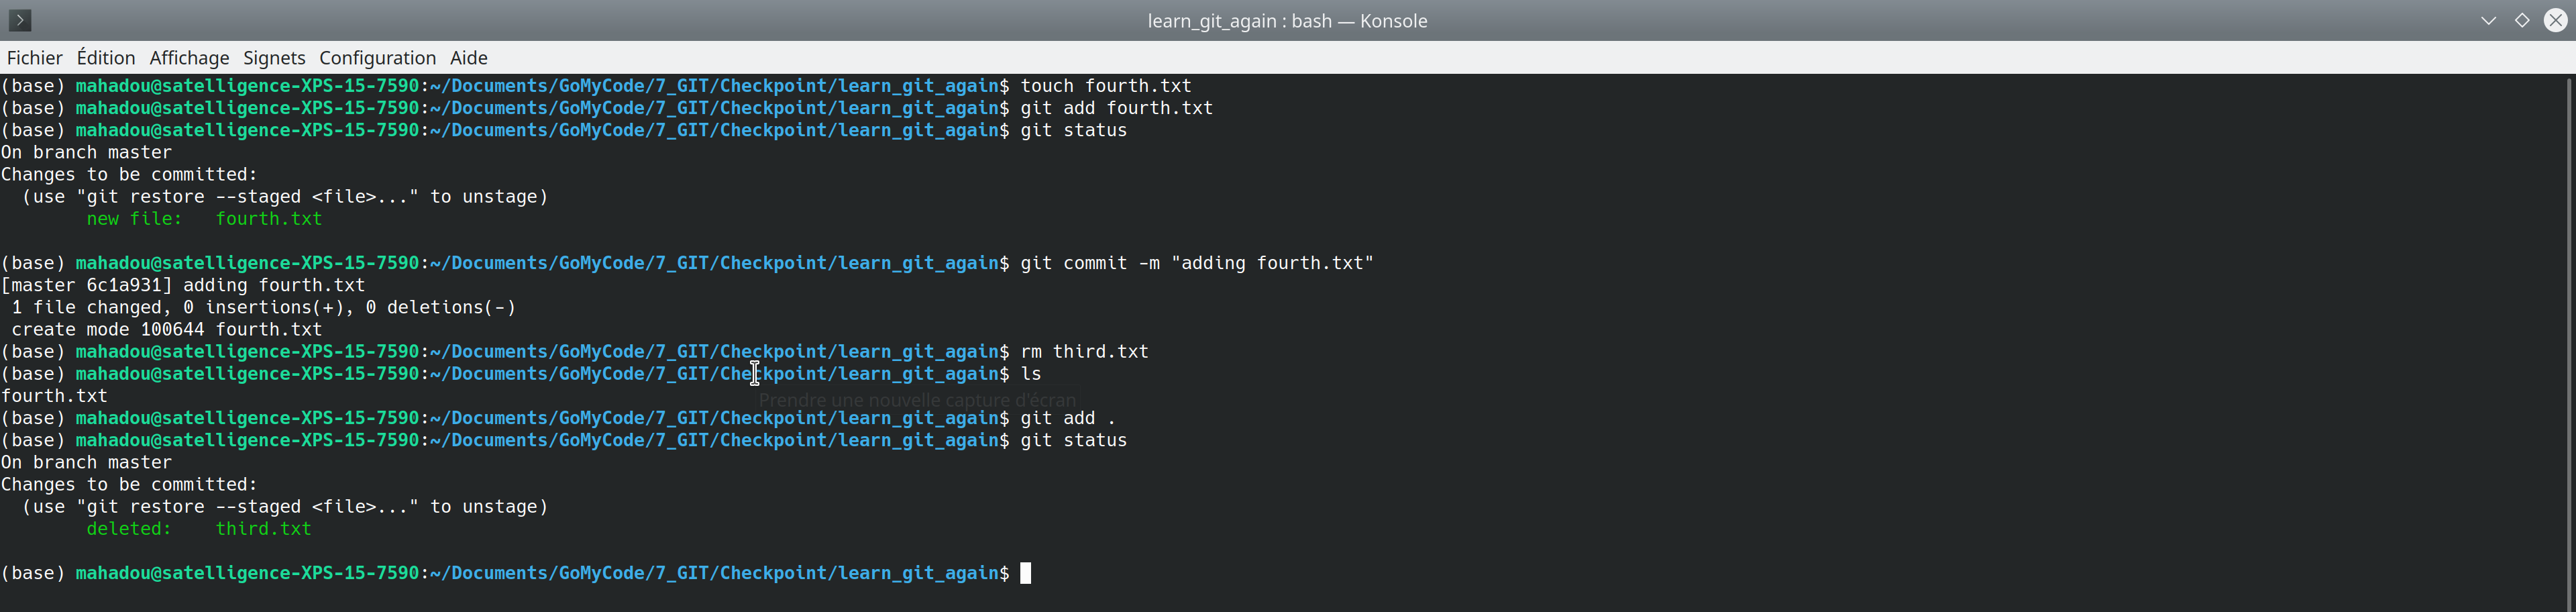 learn_git_again : bash — Konsole
Fichier Édition Affichage Signets Configuration Aide
(base) mahadou@satelligence-XPS-15-7590:~/Documents/GoMyCode/7_GIT/Checkpoint/learn_git_again$ touch fourth.txt
(base) mahadou@satelligence-XPS-15-7590:~/Documents/GoMyCode/7_GIT/Checkpoint/learn_git_again$ git add fourth.txt
(base) mahadou@satelligence-XPS-15-7590:~/Documents/GoMyCode/7_GIT/Checkpoint/learn_git_again$ git status
On branch master
Changes to be committed:
  (use "git restore --staged <file>..." to unstage)
        new file:   fourth.txt

(base) mahadou@satelligence-XPS-15-7590:~/Documents/GoMyCode/7_GIT/Checkpoint/learn_git_again$ git commit -m "adding fourth.txt"
[master 6c1a931] adding fourth.txt
 1 file changed, 0 insertions(+), 0 deletions(-)
 create mode 100644 fourth.txt
(base) mahadou@satelligence-XPS-15-7590:~/Documents/GoMyCode/7_GIT/Checkpoint/learn_git_again$ rm third.txt
(base) mahadou@satelligence-XPS-15-7590:~/Documents/GoMyCode/7_GIT/Checkpoint/learn_git_again$ ls
fourth.txt
Prendre une nouvelle capture d'écran
(base) mahadou@satelligence-XPS-15-7590:~/Documents/GoMyCode/7_GIT/Checkpoint/learn_git_again$ git add .
(base) mahadou@satelligence-XPS-15-7590:~/Documents/GoMyCode/7_GIT/Checkpoint/learn_git_again$ git status
On branch master
Changes to be committed:
  (use "git restore --staged <file>..." to unstage)
        deleted:    third.txt

(base) mahadou@satelligence-XPS-15-7590:~/Documents/GoMyCode/7_GIT/Checkpoint/learn_git_again$